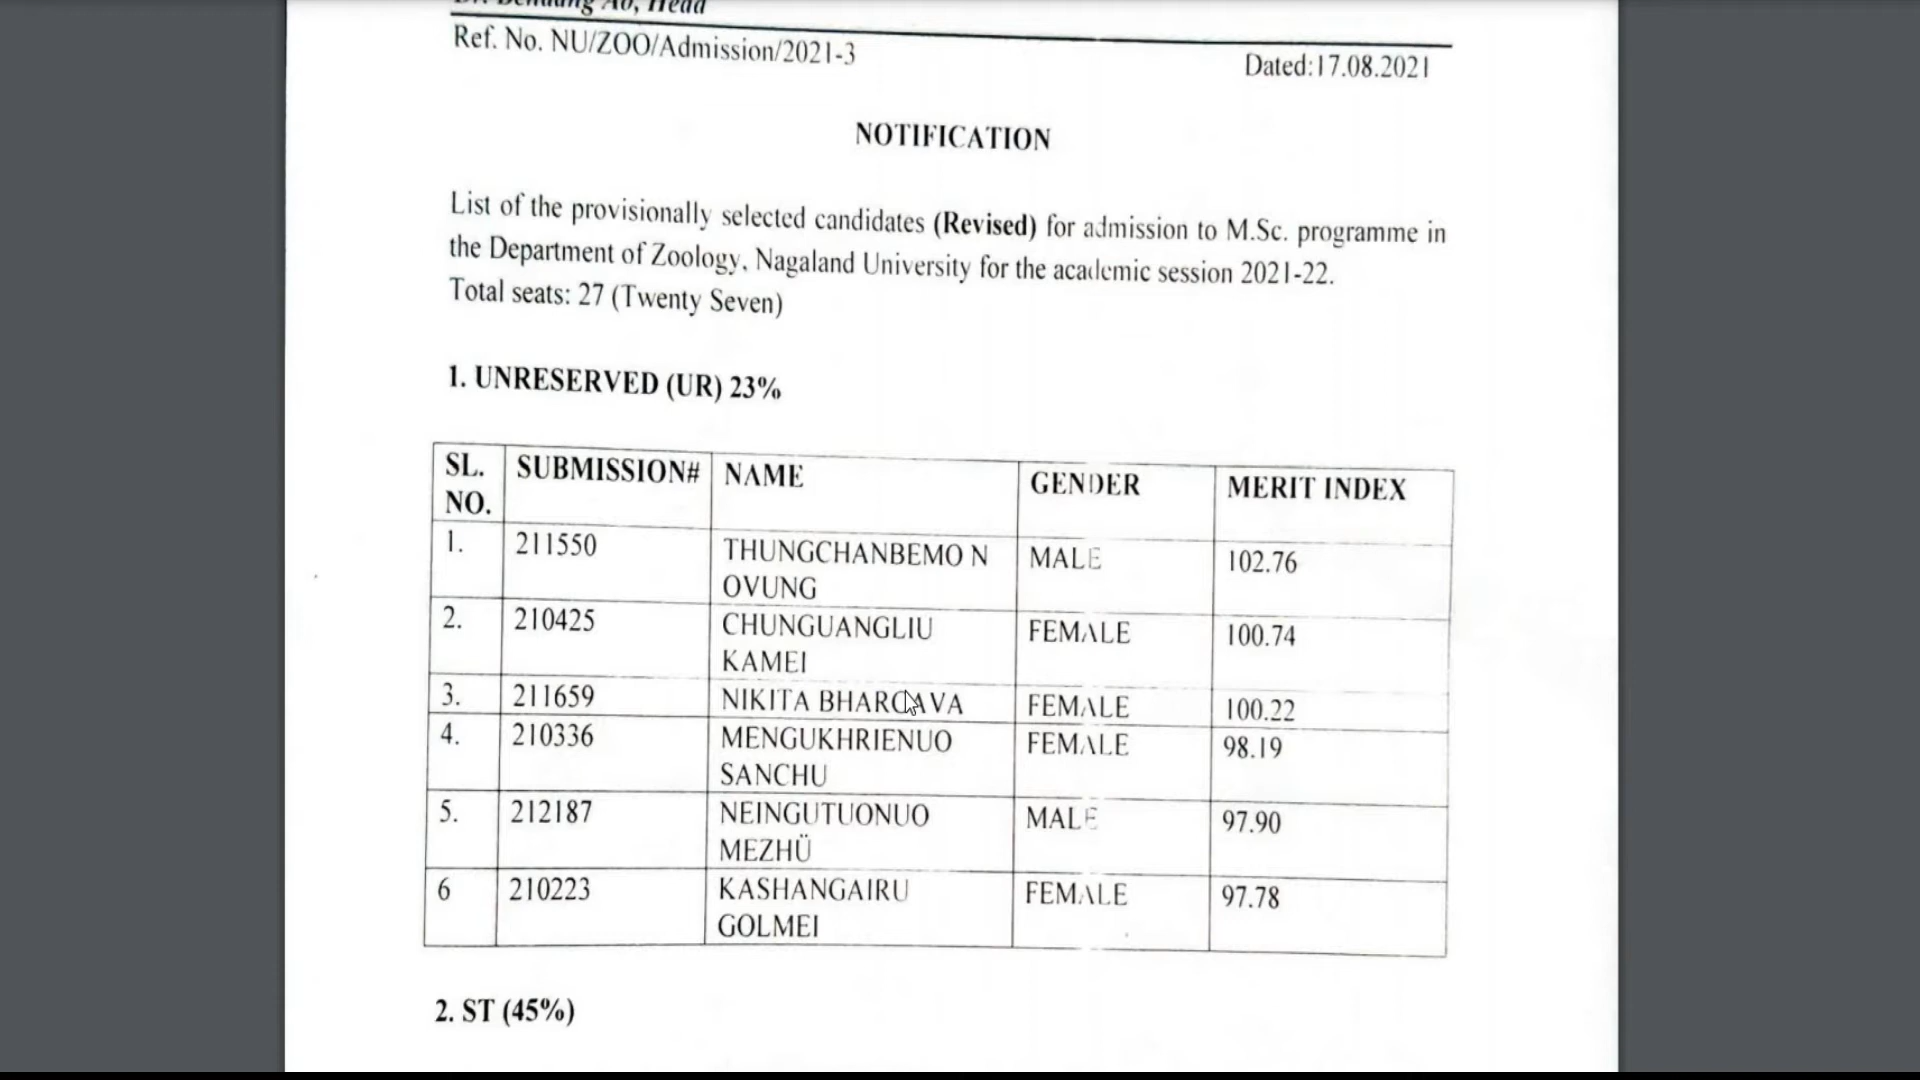 Dr. Bendang Ao, Head
Ref. No. NU/ZOO/Admission/2021-3
Dated:17.08.2021
NOTIFICATION
List of the provisionally selected candidates (Revised) for admission to M.Sc. programme in
the Department of Zoology, Nagaland University for the academic session 2021-22.
Total seats: 27 (Twenty Seven)
1. UNRESERVED (UR) 23%
SL. NO. SUBMISSION# NAME GENDER MERIT INDEX
1. 211550 THUNGCHANBEMO N MALE 102.76
OVUNG
2. 210425 CHUNGUANGLIU FEMALE 100.74
KAMEI
3. 211659 NIKITA BHARGAVA FEMALE 100.22
4. 210336 MENGUKHRIENUO FEMALE 98.19
SANCHU
5. 212187 NEINGUTUONUO MALE 97.90
MEZHÜ
6 210223 KASHANGAIRU FEMALE 97.78
GOLMEI
2. ST (45%)